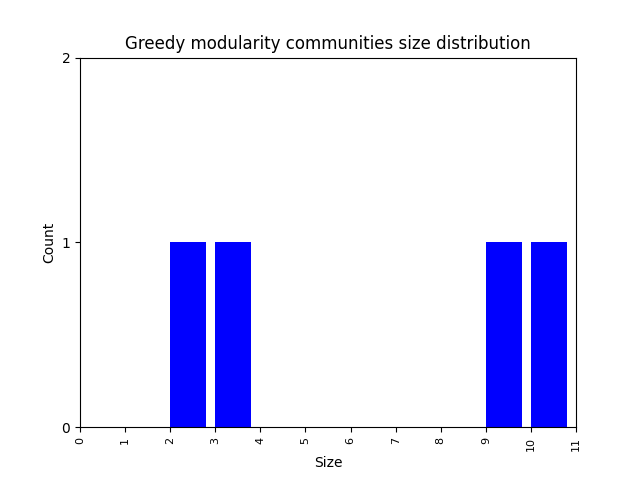 Greedy modularity communities size distribution
2
1
0
Count
0 1 2 3 4 5 6 7 8 9 10 11
Size